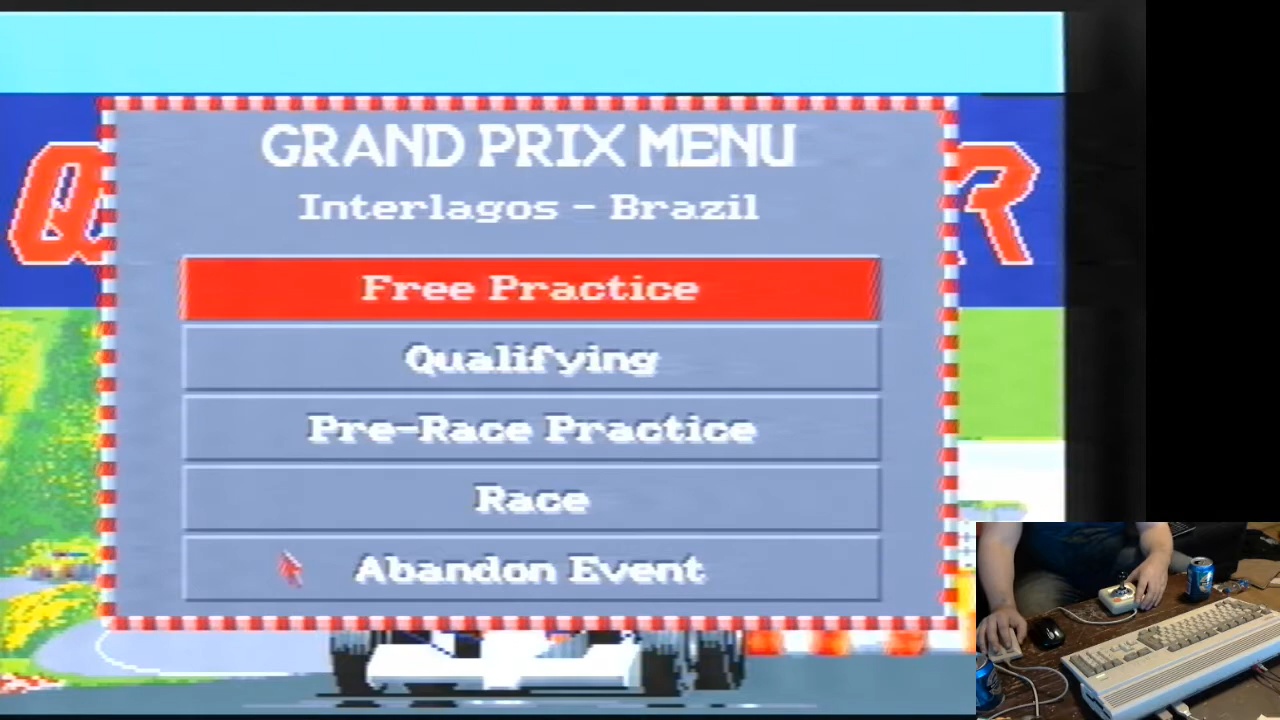 GRAND PRIX MENU
Interlagos - Brazil
Q
R
Free Practice
Qualifying
Pre-Race Practice
Race
Abandon Event